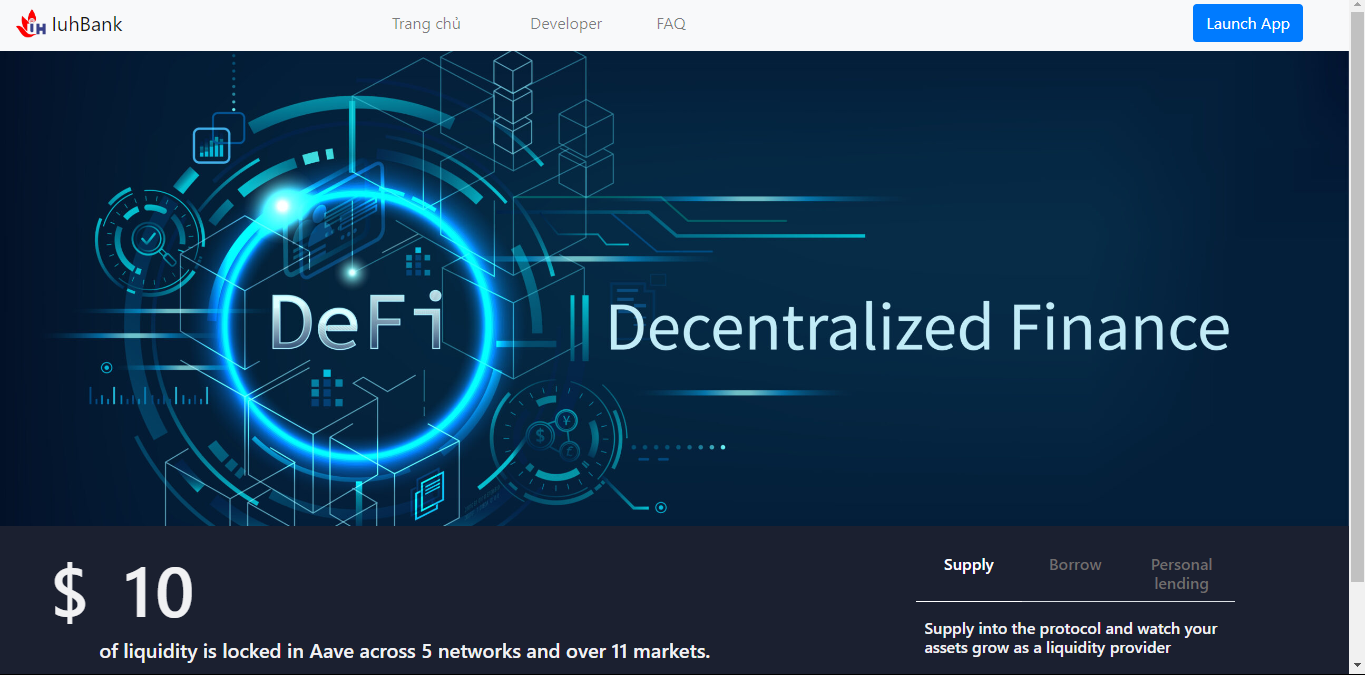 IuhBank
Trang chủ
Developer
FAQ
Launch App
DeFi
Decentralized Finance
$ 10
of liquidity is locked in Aave across 5 networks and over 11 markets.
Supply
Borrow
Personal
lending
Supply into the protocol and watch your
assets grow as a liquidity provider